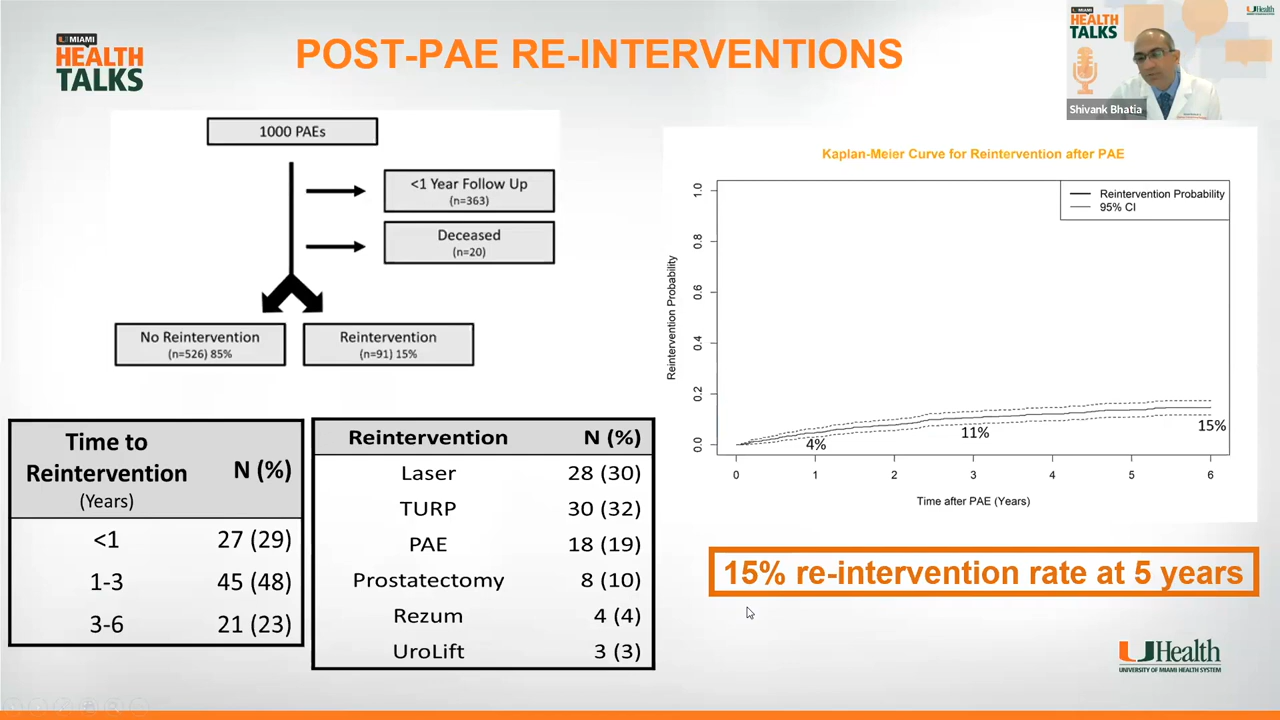 U MIAMI
HEALTH
TALKS
POST-PAE RE-INTERVENTIONS
U MIAMI
HEALTH
TALKS
UHealth
Shivank Bhatia
1000 PAEs
<1 Year Follow Up
(n=363)
Deceased
(n=20)
No Reintervention
(n=526) 85%
Reintervention
(n=91) 15%
Kaplan-Meier Curve for Reintervention after PAE
Reintervention Probability
95% CI
Reintervention Probability
1.0
0.8
0.6
0.4
0.2
0.0
4%
11%
15%
0 1 2 3 4 5 6
Time after PAE (Years)
Time to
Reintervention N (%)
(Years)
<1 27 (29)
1-3 45 (48)
3-6 21 (23)
Reintervention N (%)
Laser 28 (30)
TURP 30 (32)
PAE 18 (19)
Prostatectomy 8 (10)
Rezum 4 (4)
UroLift 3 (3)
15% re-intervention rate at 5 years
UHealth
UNIVERSITY OF MIAMI HEALTH SYSTEM